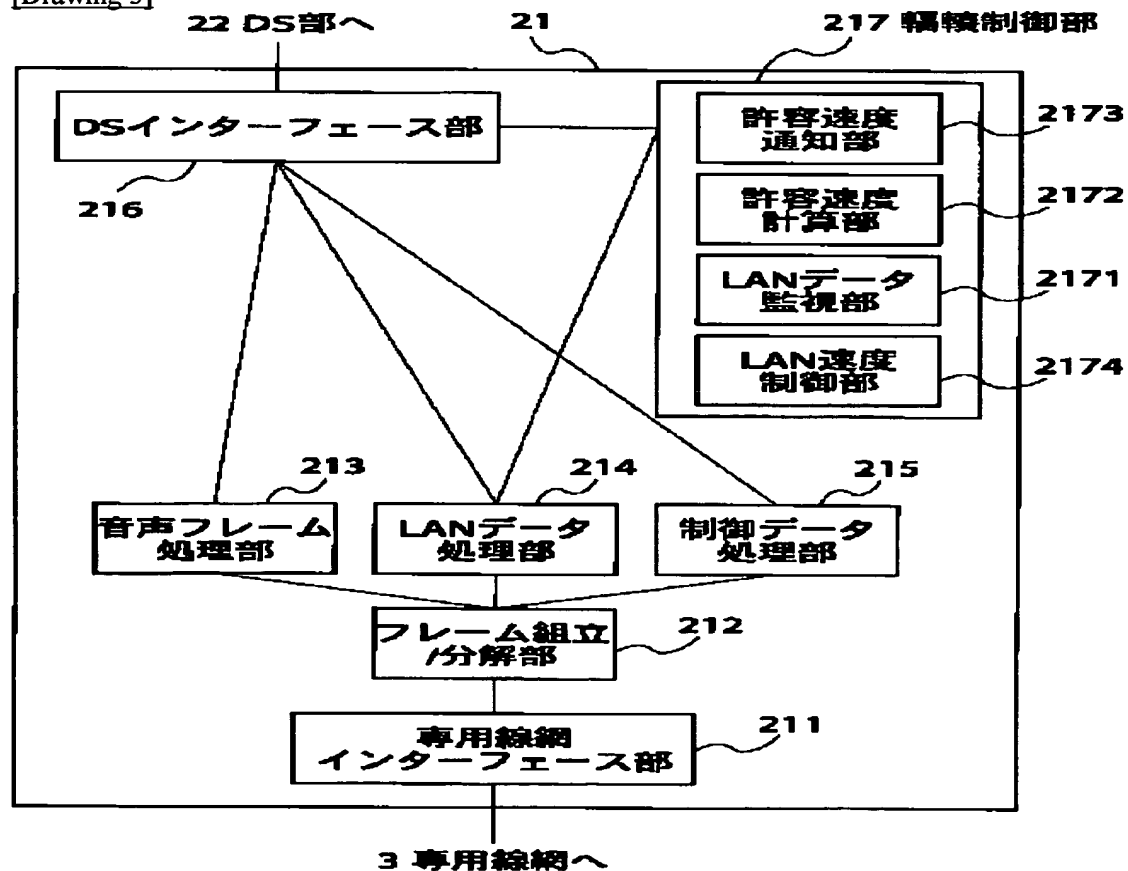 [Drawing 3]
22 DS部へ
21
217 輻輳制御部
DSインターフェース部
216
許容速度
通知部
2173
許容速度
計算部
2172
LANデータ
監視部
2171
LAN速度
制御部
2174
213
音声フレーム
処理部
214
LANデータ
処理部
215
制御データ
処理部
フレーム組立
/分解部
212
専用線網
インターフェース部
211
3 専用線網へ